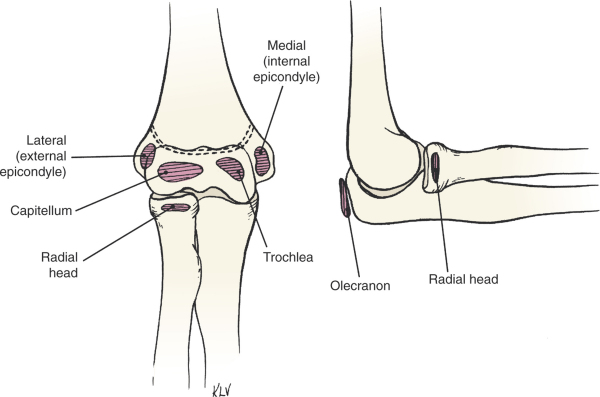 Medial
(internal
epicondyle)
Lateral
(external
epicondyle)
Capitellum
Radial
head
Trochlea
Olecranon
Radial head
KLV